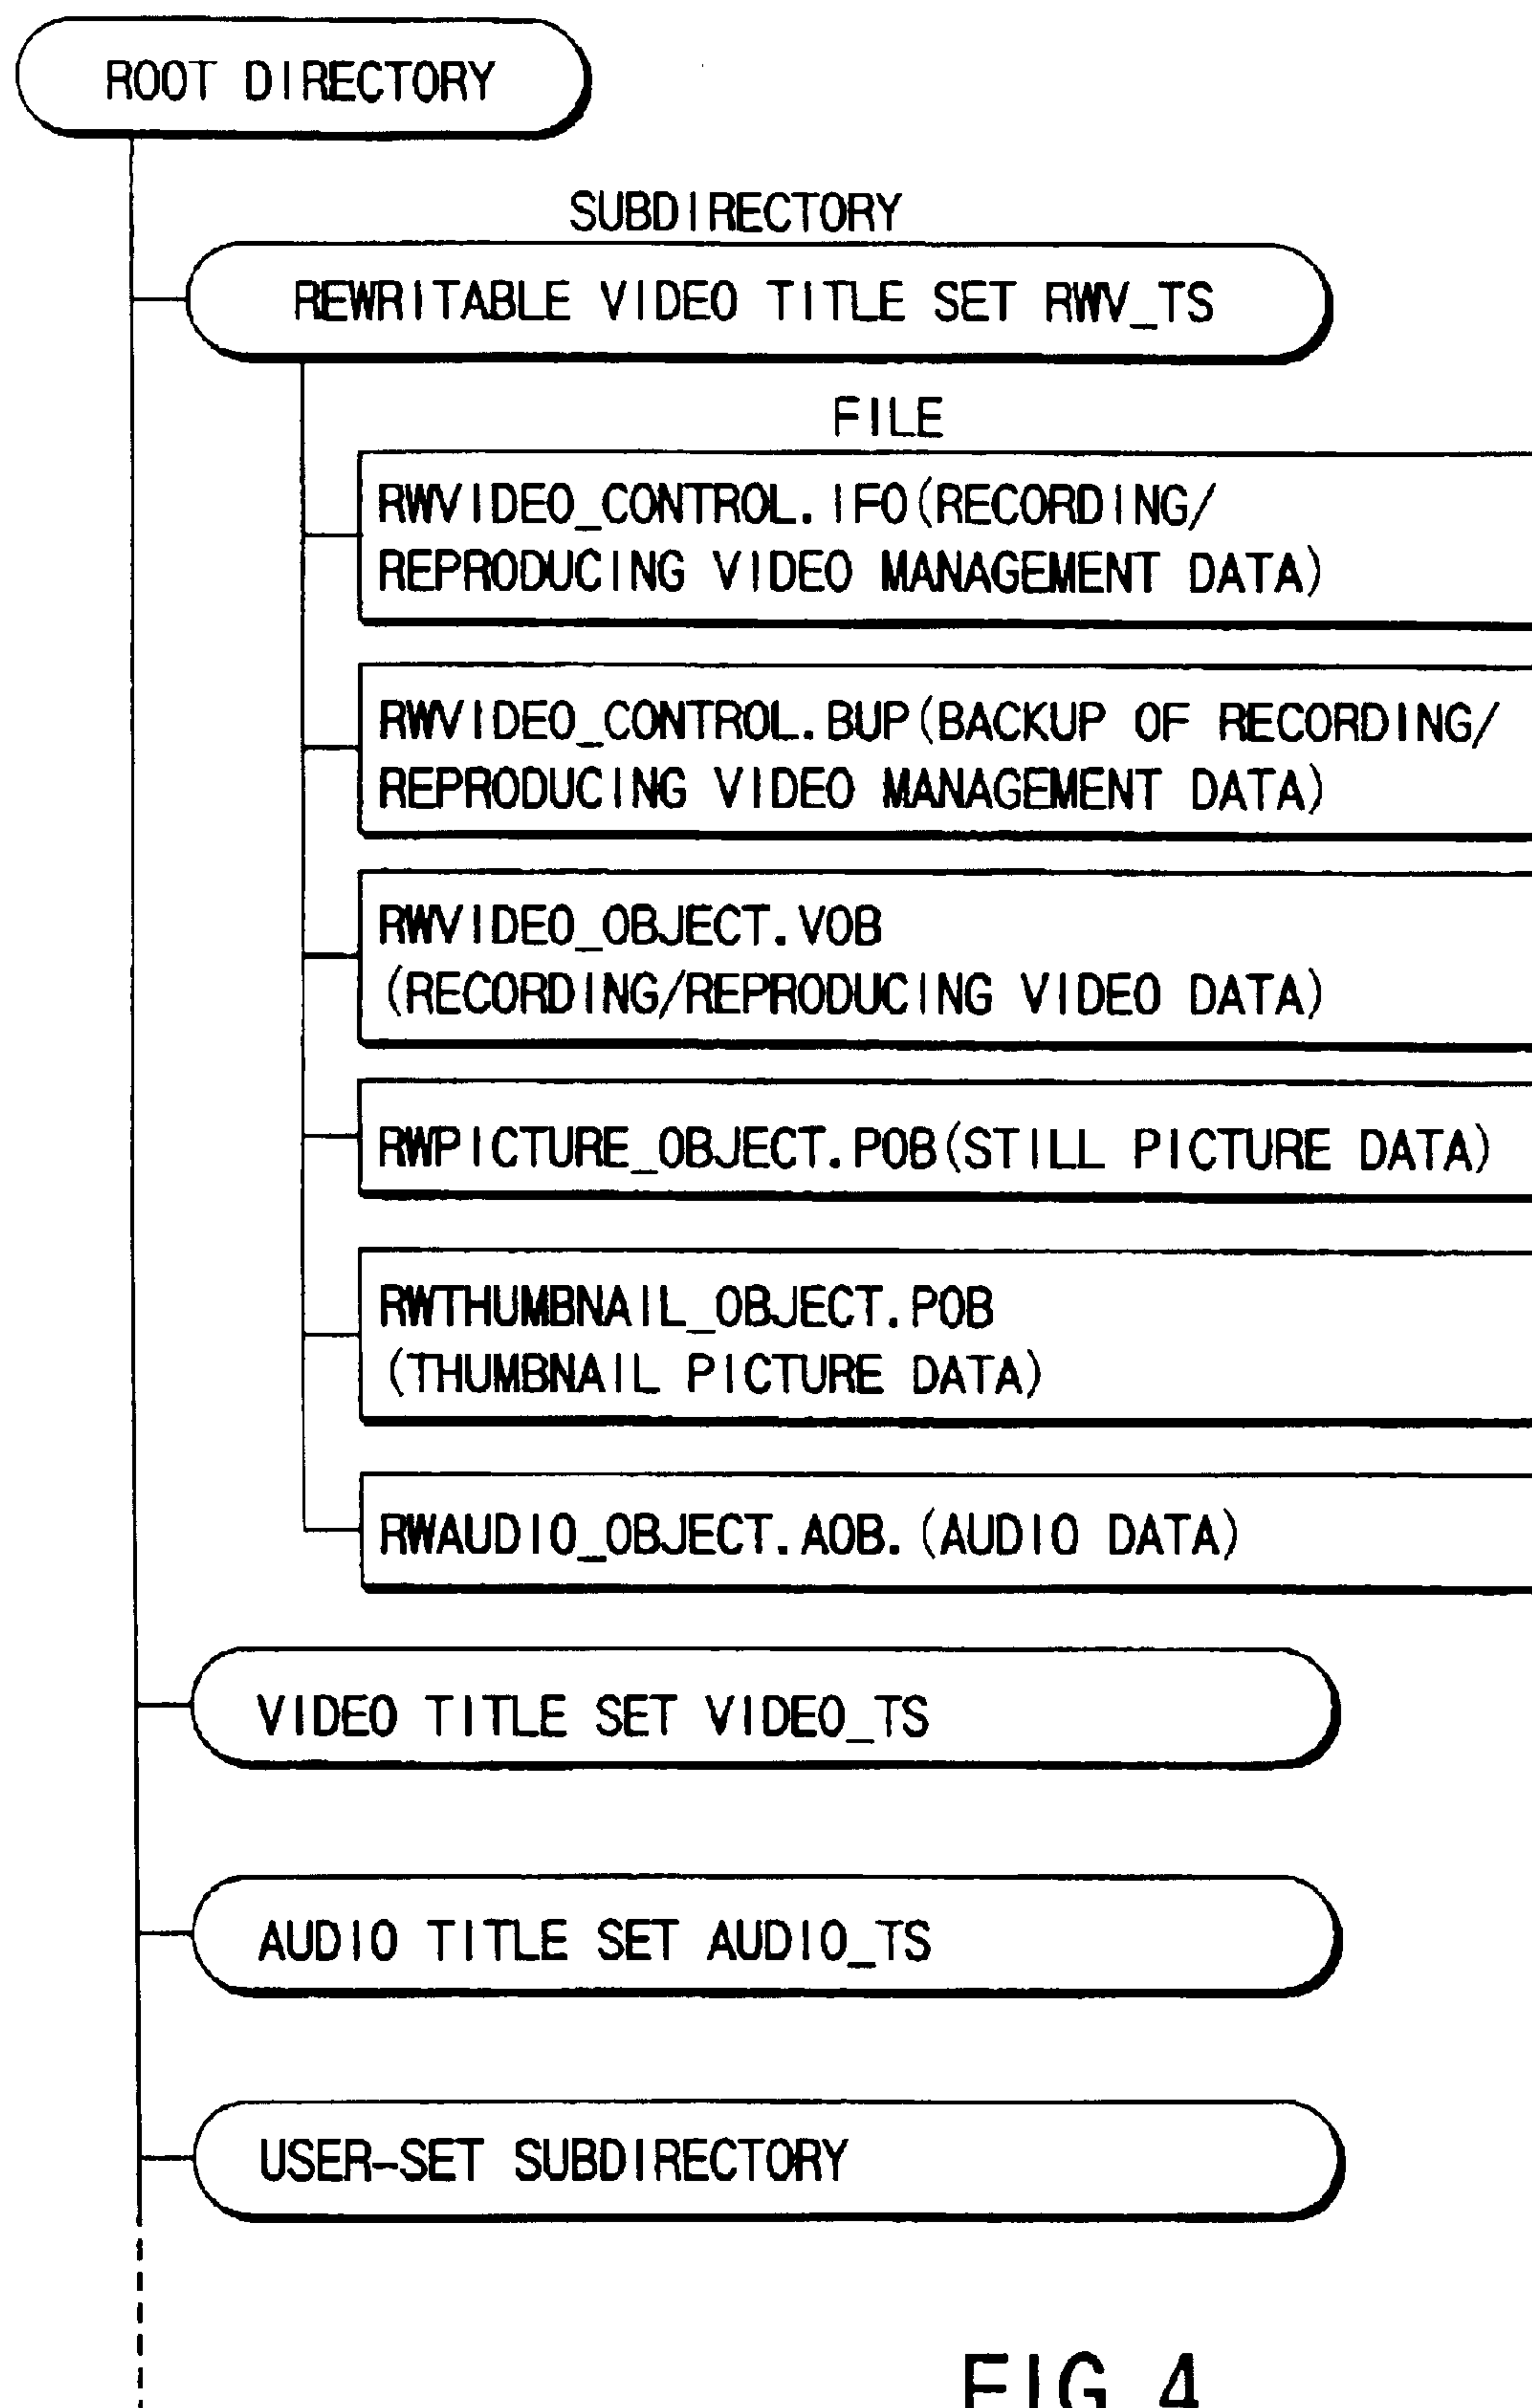 ROOT DIRECTORY
SUBDIRECTORY
REWRITABLE VIDEO TITLE SET RWV_TS
FILE
RWVIDEO_CONTROL.IFO(RECORDING/
REPRODUCING VIDEO MANAGEMENT DATA)
RWVIDEO_CONTROL.BUP(BACKUP OF RECORDING/
REPRODUCING VIDEO MANAGEMENT DATA)
RWVIDEO_OBJECT.VOB
(RECORDING/REPRODUCING VIDEO DATA)
RWPICTURE_OBJECT.POB(STILL PICTURE DATA)
RWTHUMBNAIL_OBJECT.POB
(THUMBNAIL PICTURE DATA)
RWAUDIO_OBJECT.AOB.(AUDIO DATA)
VIDEO TITLE SET VIDEO_TS
AUDIO TITLE SET AUDIO_TS
USER-SET SUBDIRECTORY
FIG.4